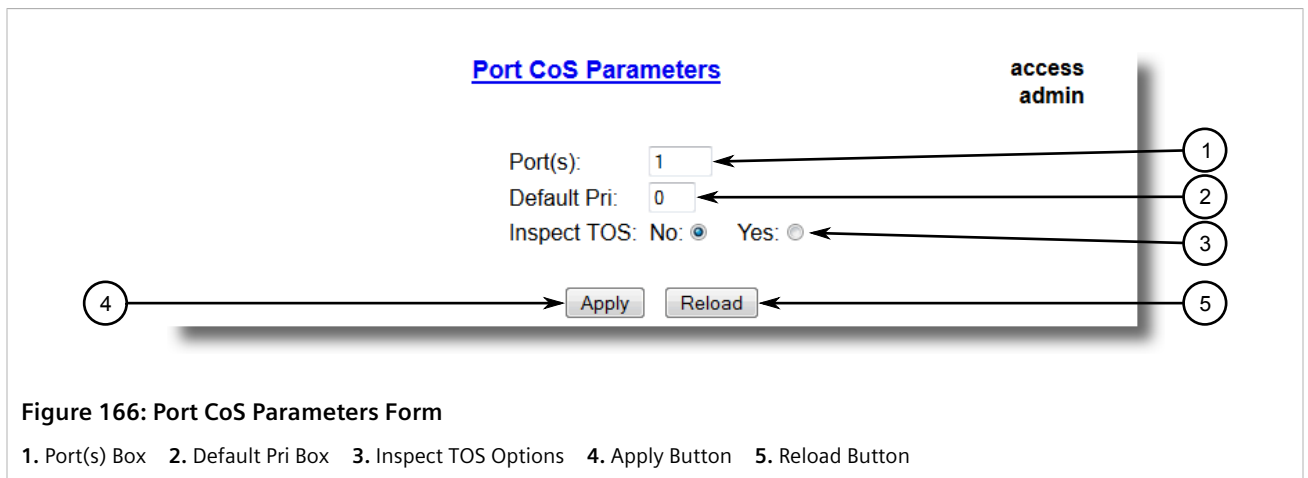 Port CoS Parameters
access
admin
Port(s): 1
1
Default Pri: 0
2
Inspect TOS: No: Yes:
3
4
Apply Reload
5
Figure 166: Port CoS Parameters Form
1. Port(s) Box 2. Default Pri Box 3. Inspect TOS Options 4. Apply Button 5. Reload Button